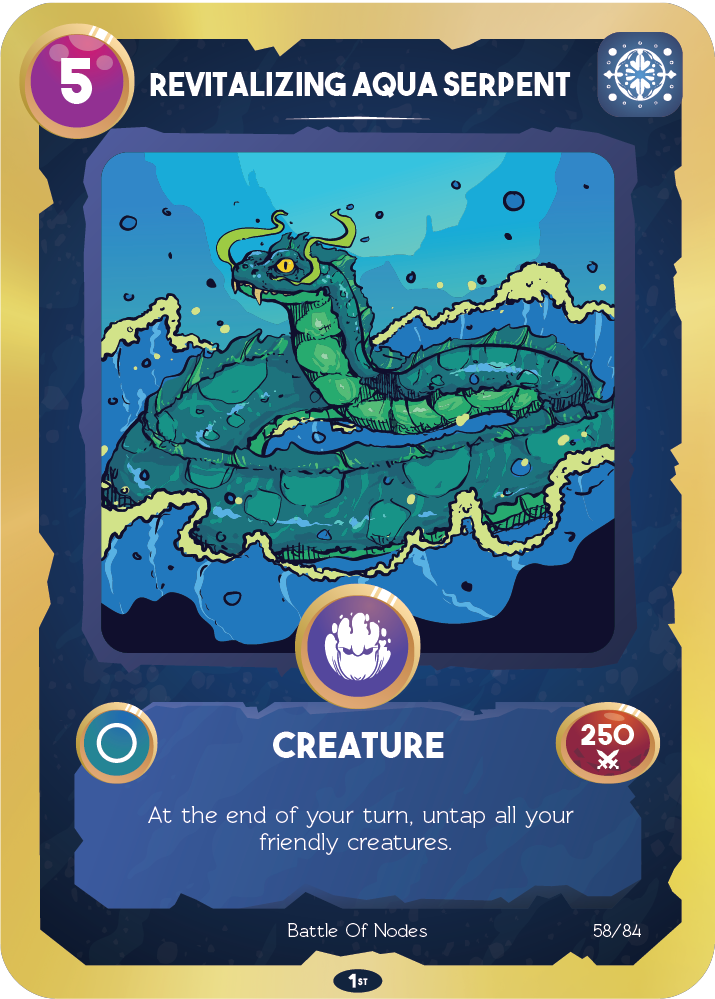 5
REVITALIZING AQUA SERPENT
CREATURE
250
At the end of your turn, untap all your
friendly creatures.
Battle Of Nodes
58/84
1ST